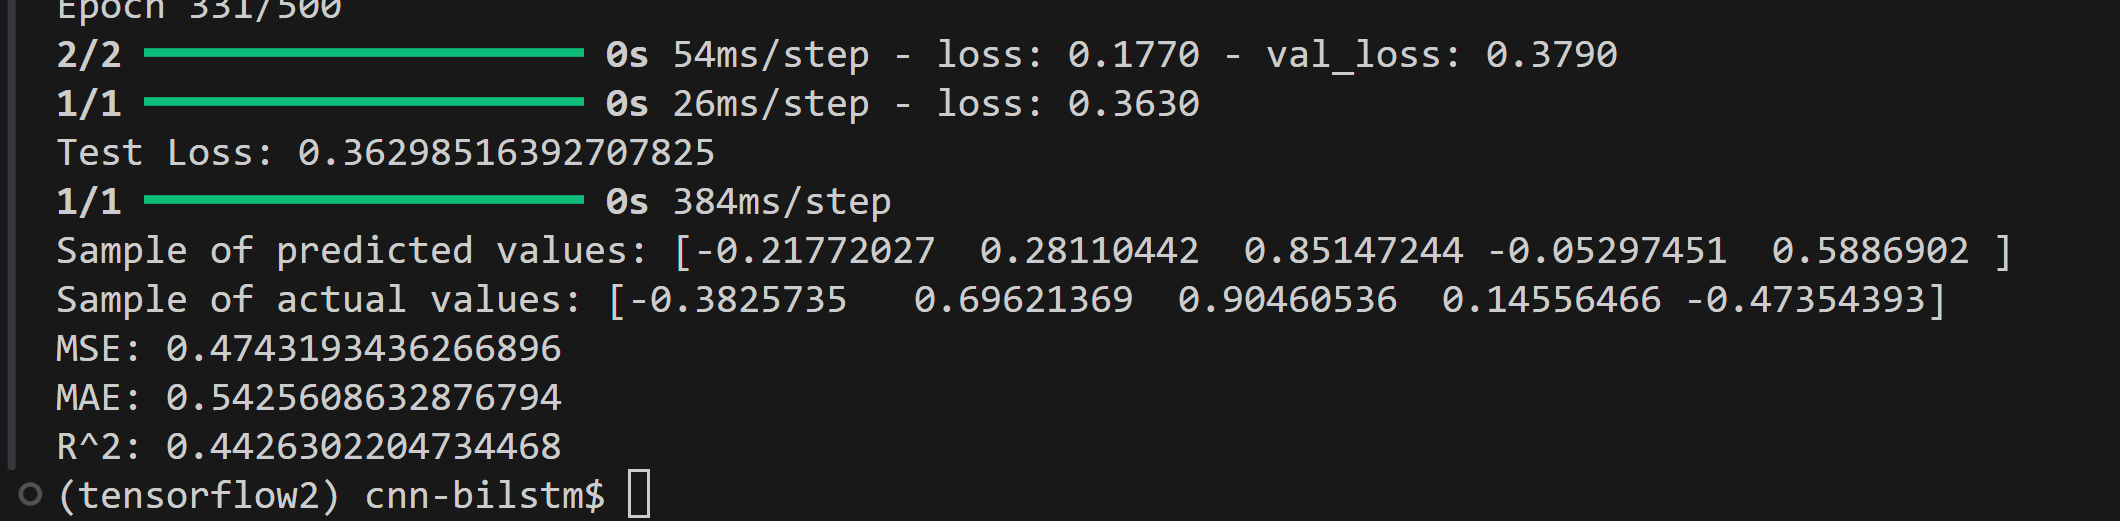 Epoch 331/500
2/2 ━━━━━━━━━━━━━━━━━━━━ 0s 54ms/step - loss: 0.1770 - val_loss: 0.3790
1/1 ━━━━━━━━━━━━━━━━━━━━ 0s 26ms/step - loss: 0.3630
Test Loss: 0.36298516392707825
1/1 ━━━━━━━━━━━━━━━━━━━━ 0s 384ms/step
Sample of predicted values: [-0.21772027  0.28110442  0.85147244 -0.05297451  0.5886902 ]
Sample of actual values: [-0.3825735   0.69621369  0.90460536  0.14556466 -0.47354393]
MSE: 0.4743193436266896
MAE: 0.5425608632876794
R^2: 0.4426302204734468
(tensorflow2) cnn-bilstm$